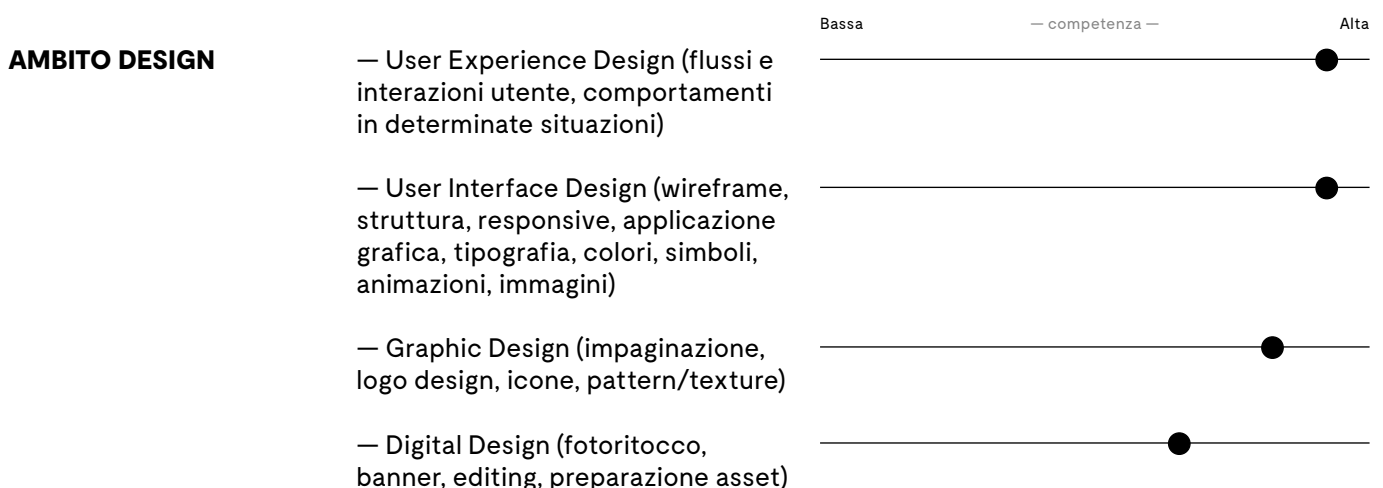 Bassa — competenza — Alta
AMBITO DESIGN
— User Experience Design (flussi e
interazioni utente, comportamenti
in determinate situazioni)
— User Interface Design (wireframe,
struttura, responsive, applicazione
grafica, tipografia, colori, simboli,
animazioni, immagini)
— Graphic Design (impaginazione,
logo design, icone, pattern/texture)
— Digital Design (fotoritocco,
banner, editing, preparazione asset)